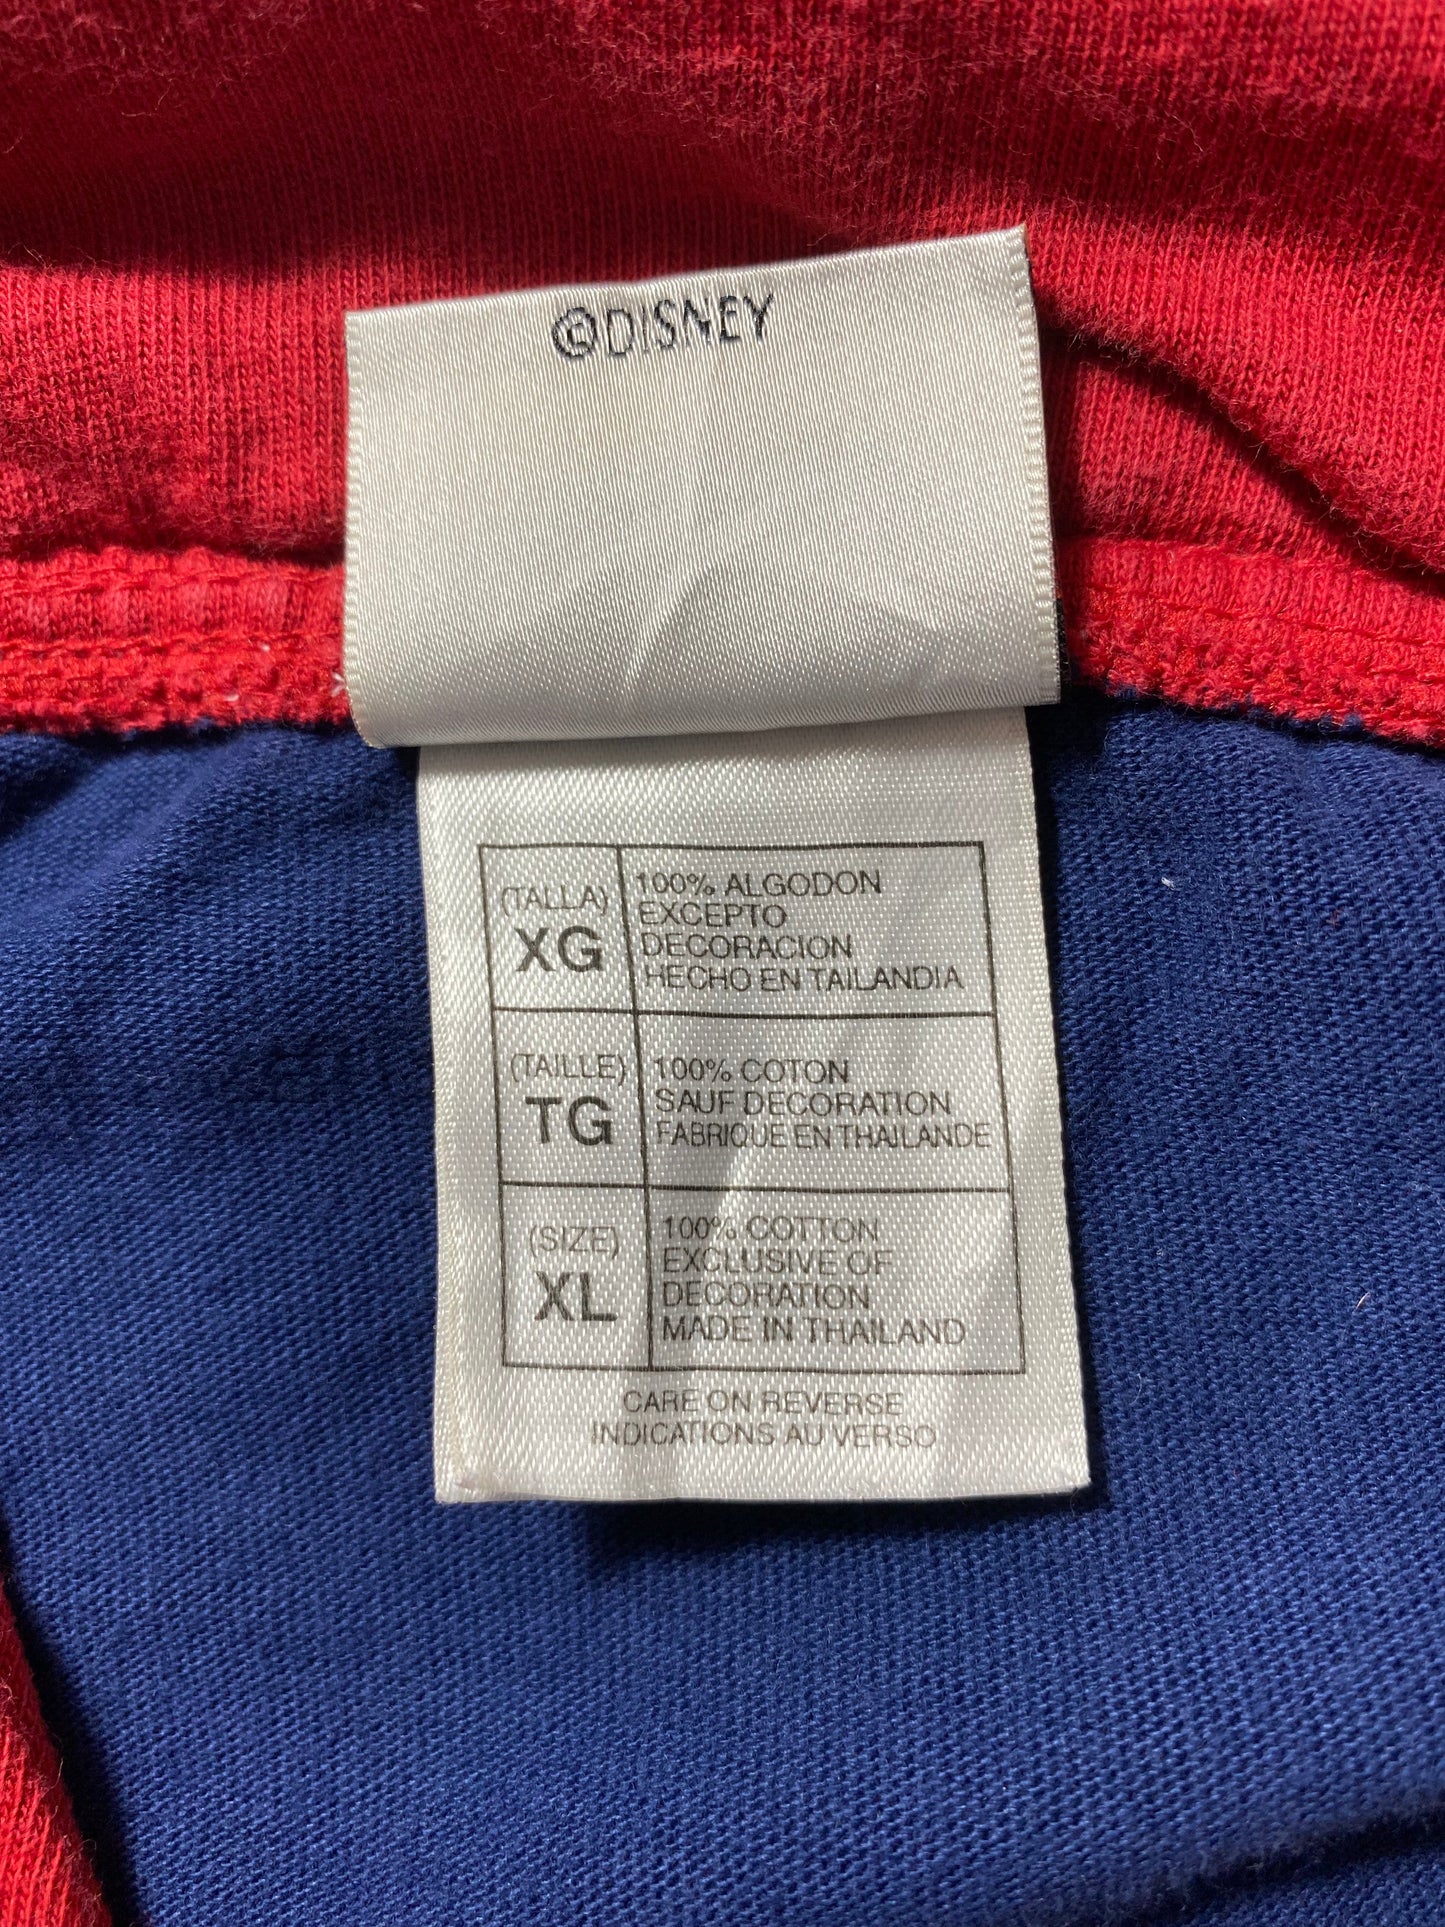 ©DISNEY
(TALLA)
XG
100% ALGODON
EXCEPTO
DECORACION
HECHO EN TAILANDIA
(TAILLE)
TG
100% COTON
SAUF DECORATION
FABRIQUE EN THAILANDE
(SIZE)
XL
100% COTTON
EXCLUSIVE OF
DECORATION
MADE IN THAILAND
CARE ON REVERSE
INDICATIONS AU VERSO